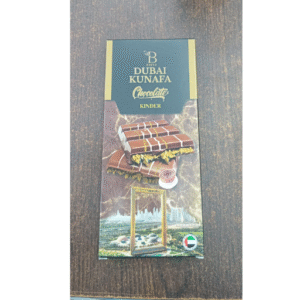 B
DUBAI
KUNAFA
Chocolate
KINDER